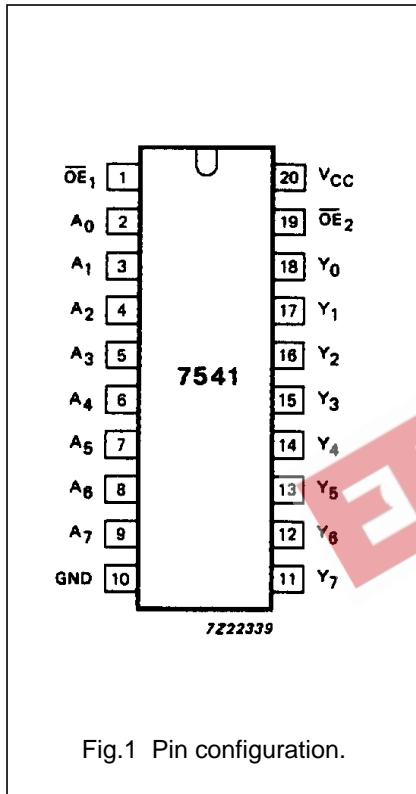 OE1 1 20 VCC
A0 2 19 OE2
A1 3 18 Y0
A2 4 17 Y1
A3 5 16 Y2
A4 6 7541 15 Y3
A5 7 14 Y4
A6 8 13 Y5
A7 9 12 Y6
GND 10 11 Y7
7Z22339
Fig.1 Pin configuration.